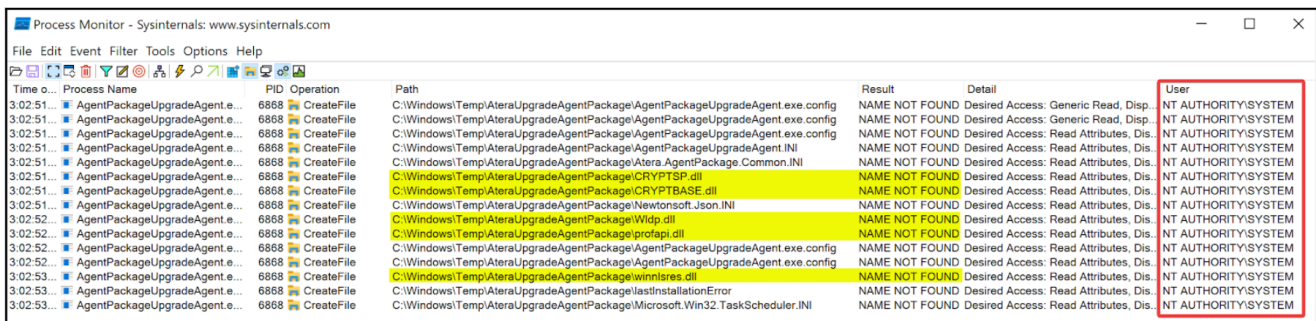 Process Monitor - Sysinternals: www.sysinternals.com
File Edit Event Filter Tools Options Help
Time o... Process Name PID Operation Path Result Detail User
3:02:51... AgentPackageUpgradeAgent.e... 6868 CreateFile C:\Windows\Temp\AteraUpgradeAgentPackage\AgentPackageUpgradeAgent.exe.config NAME NOT FOUND Desired Access: Generic Read, Disp... NT AUTHORITY\SYSTEM
3:02:51... AgentPackageUpgradeAgent.e... 6868 CreateFile C:\Windows\Temp\AteraUpgradeAgentPackage\AgentPackageUpgradeAgent.exe.config NAME NOT FOUND Desired Access: Generic Read, Disp... NT AUTHORITY\SYSTEM
3:02:51... AgentPackageUpgradeAgent.e... 6868 CreateFile C:\Windows\Temp\AteraUpgradeAgentPackage\AgentPackageUpgradeAgent.exe.config NAME NOT FOUND Desired Access: Read Attributes, Dis... NT AUTHORITY\SYSTEM
3:02:51... AgentPackageUpgradeAgent.e... 6868 CreateFile C:\Windows\Temp\AteraUpgradeAgentPackage\AgentPackageUpgradeAgent.INI NAME NOT FOUND Desired Access: Read Attributes, Dis... NT AUTHORITY\SYSTEM
3:02:51... AgentPackageUpgradeAgent.e... 6868 CreateFile C:\Windows\Temp\AteraUpgradeAgentPackage\Atera.AgentPackage.Common.INI NAME NOT FOUND Desired Access: Read Attributes, Dis... NT AUTHORITY\SYSTEM
3:02:51... AgentPackageUpgradeAgent.e... 6868 CreateFile C:\Windows\Temp\AteraUpgradeAgentPackage\CRYPTSP.dll NAME NOT FOUND Desired Access: Read Attributes, Dis... NT AUTHORITY\SYSTEM
3:02:51... AgentPackageUpgradeAgent.e... 6868 CreateFile C:\Windows\Temp\AteraUpgradeAgentPackage\CRYPTBASE.dll NAME NOT FOUND Desired Access: Read Attributes, Dis... NT AUTHORITY\SYSTEM
3:02:51... AgentPackageUpgradeAgent.e... 6868 CreateFile C:\Windows\Temp\AteraUpgradeAgentPackage\Newtonsoft.Json.INI NAME NOT FOUND Desired Access: Read Attributes, Dis... NT AUTHORITY\SYSTEM
3:02:52... AgentPackageUpgradeAgent.e... 6868 CreateFile C:\Windows\Temp\AteraUpgradeAgentPackage\Wldp.dll NAME NOT FOUND Desired Access: Read Attributes, Dis... NT AUTHORITY\SYSTEM
3:02:52... AgentPackageUpgradeAgent.e... 6868 CreateFile C:\Windows\Temp\AteraUpgradeAgentPackage\profapi.dll NAME NOT FOUND Desired Access: Read Attributes, Dis... NT AUTHORITY\SYSTEM
3:02:52... AgentPackageUpgradeAgent.e... 6868 CreateFile C:\Windows\Temp\AteraUpgradeAgentPackage\AgentPackageUpgradeAgent.exe.config NAME NOT FOUND Desired Access: Read Attributes, Dis... NT AUTHORITY\SYSTEM
3:02:52... AgentPackageUpgradeAgent.e... 6868 CreateFile C:\Windows\Temp\AteraUpgradeAgentPackage\AgentPackageUpgradeAgent.exe.config NAME NOT FOUND Desired Access: Read Attributes, Dis... NT AUTHORITY\SYSTEM
3:02:53... AgentPackageUpgradeAgent.e... 6868 CreateFile C:\Windows\Temp\AteraUpgradeAgentPackage\winnlsres.dll NAME NOT FOUND Desired Access: Read Attributes, Dis... NT AUTHORITY\SYSTEM
3:02:53... AgentPackageUpgradeAgent.e... 6868 CreateFile C:\Windows\Temp\AteraUpgradeAgentPackage\lastInstallationError NAME NOT FOUND Desired Access: Read Attributes, Dis... NT AUTHORITY\SYSTEM
3:02:53... AgentPackageUpgradeAgent.e... 6868 CreateFile C:\Windows\Temp\AteraUpgradeAgentPackage\Microsoft.Win32.TaskScheduler.INI NAME NOT FOUND Desired Access: Read Attributes, Dis... NT AUTHORITY\SYSTEM